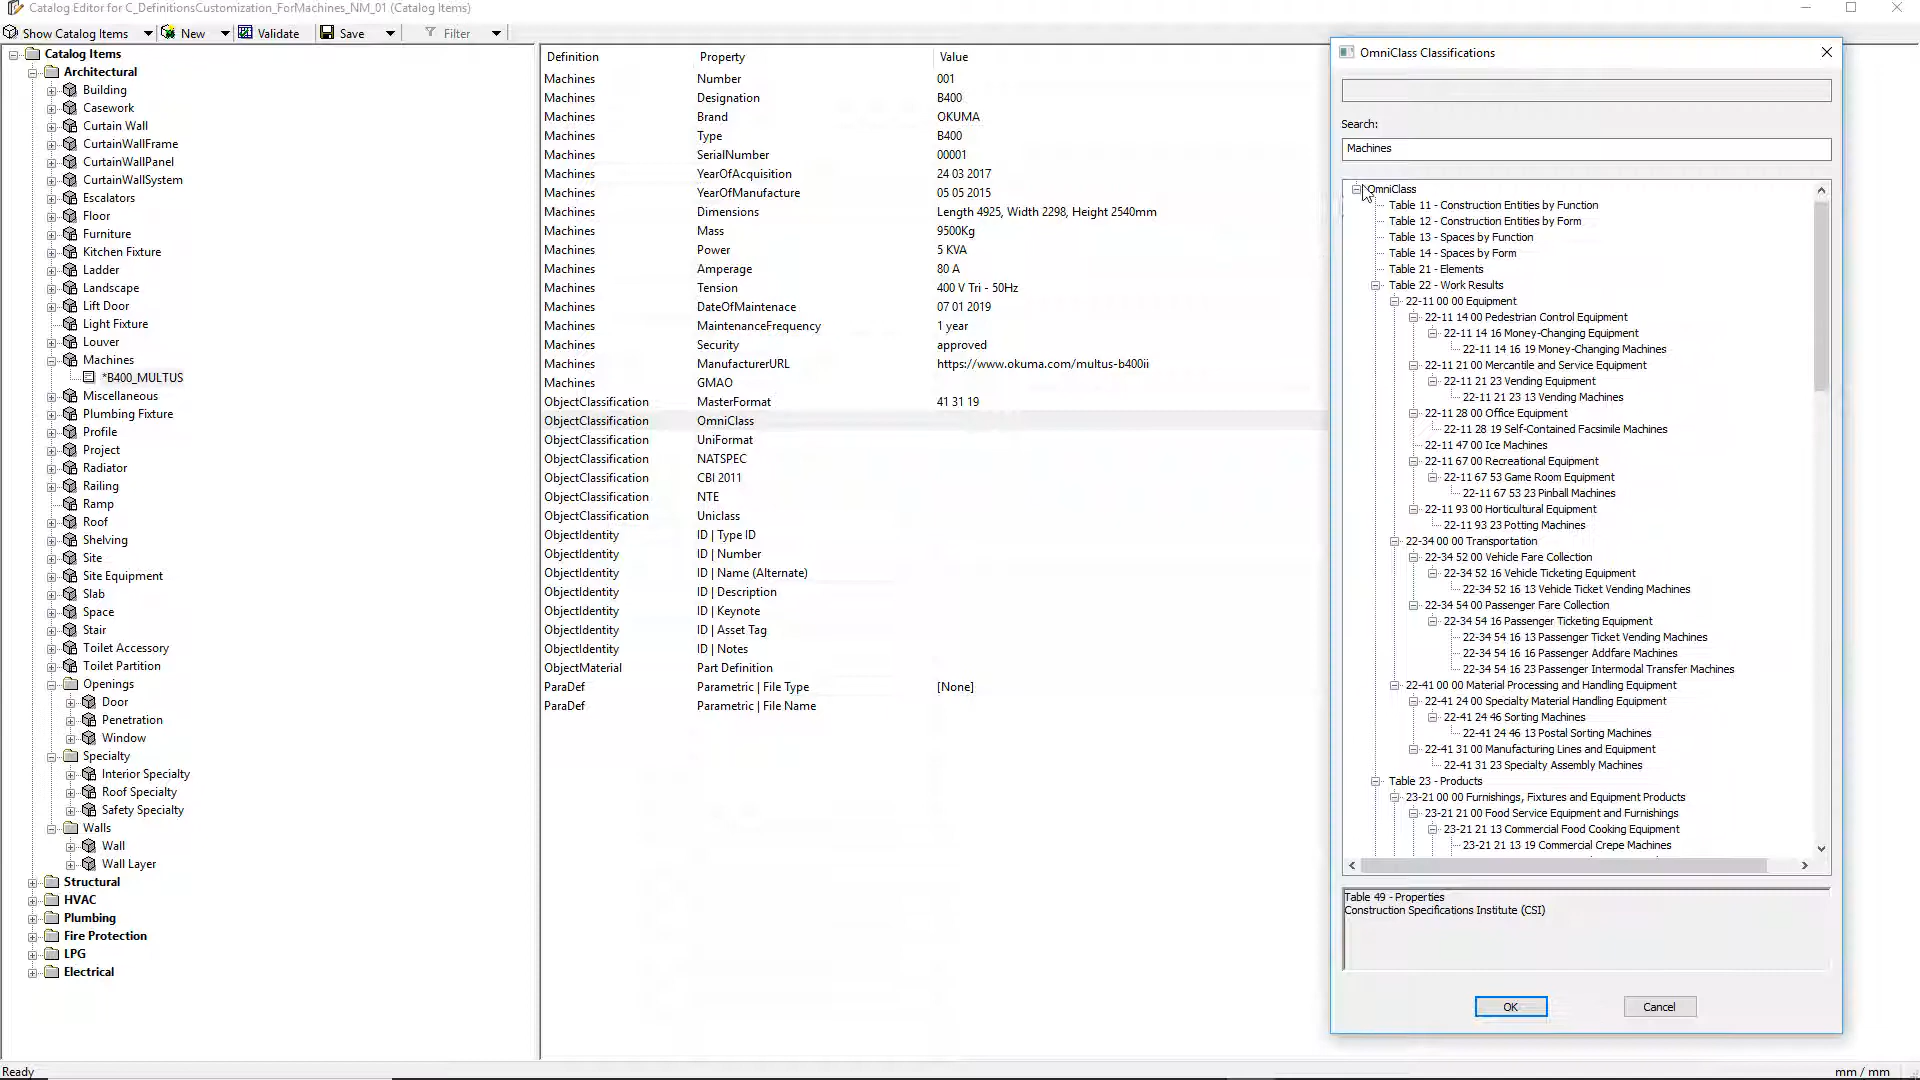 Catalog Editor for C_DefinitionsCustomization_ForMachines_NM_01 (Catalog Items)
Show Catalog Items New Validate Save Filter
Catalog Items
Architectural
Building
Casework
Curtain Wall
CurtainWallFrame
CurtainWallPanel
CurtainWallSystem
Escalators
Floor
Furniture
Kitchen Fixture
Ladder
Landscape
Lift Door
Light Fixture
Louver
Machines
*B400_MULTUS
Miscellaneous
Plumbing Fixture
Profile
Project
Radiator
Railing
Ramp
Roof
Shelving
Site
Site Equipment
Slab
Space
Stair
Toilet Accessory
Toilet Partition
Openings
Door
Penetration
Window
Specialty
Interior Specialty
Roof Specialty
Safety Specialty
Walls
Wall
Wall Layer
Structural
HVAC
Plumbing
Fire Protection
LPG
Electrical
Definition Property Value
Machines Number 001
Machines Designation B400
Machines Brand OKUMA
Machines Type B400
Machines SerialNumber 00001
Machines YearOfAcquisition 24 03 2017
Machines YearOfManufacture 05 05 2015
Machines Dimensions Length 4925, Width 2298, Height 2540mm
Machines Mass 9500Kg
Machines Power 5 KVA
Machines Amperage 80 A
Machines Tension 400 V Tri - 50Hz
Machines DateOfMaintenace 07 01 2019
Machines MaintenanceFrequency 1 year
Machines Security approved
Machines ManufacturerURL https://www.okuma.com/multus-b400ii
Machines GMAO
ObjectClassification MasterFormat 41 31 19
ObjectClassification OmniClass
ObjectClassification UniFormat
ObjectClassification NATSPEC
ObjectClassification CBI 2011
ObjectClassification NTE
ObjectClassification Uniclass
ObjectIdentity ID | Type ID
ObjectIdentity ID | Number
ObjectIdentity ID | Name (Alternate)
ObjectIdentity ID | Description
ObjectIdentity ID | Keynote
ObjectIdentity ID | Asset Tag
ObjectIdentity ID | Notes
ObjectMaterial Part Definition
ParaDef Parametric | File Type [None]
ParaDef Parametric | File Name
OmniClass Classifications
Search:
Machines
OmniClass
Table 11 - Construction Entities by Function
Table 12 - Construction Entities by Form
Table 13 - Spaces by Function
Table 14 - Spaces by Form
Table 21 - Elements
Table 22 - Work Results
22-11 00 00 Equipment
22-11 14 00 Pedestrian Control Equipment
22-11 14 16 Money-Changing Equipment
22-11 14 16 19 Money-Changing Machines
22-11 21 00 Mercantile and Service Equipment
22-11 21 23 Vending Equipment
22-11 21 23 13 Vending Machines
22-11 28 00 Office Equipment
22-11 28 19 Self-Contained Facsimile Machines
22-11 47 00 Ice Machines
22-11 67 00 Recreational Equipment
22-11 67 53 Game Room Equipment
22-11 67 53 23 Pinball Machines
22-11 93 00 Horticultural Equipment
22-11 93 23 Potting Machines
22-34 00 00 Transportation
22-34 52 00 Vehicle Fare Collection
22-34 52 16 Vehicle Ticketing Equipment
22-34 52 16 13 Vehicle Ticket Vending Machines
22-34 54 00 Passenger Fare Collection
22-34 54 16 Passenger Ticketing Equipment
22-34 54 16 13 Passenger Ticket Vending Machines
22-34 54 16 16 Passenger Addfare Machines
22-34 54 16 23 Passenger Intermodal Transfer Machines
22-41 00 00 Material Processing and Handling Equipment
22-41 24 00 Specialty Material Handling Equipment
22-41 24 46 Sorting Machines
22-41 24 46 13 Postal Sorting Machines
22-41 31 00 Manufacturing Lines and Equipment
22-41 31 23 Specialty Assembly Machines
Table 23 - Products
23-21 00 00 Furnishings, Fixtures and Equipment Products
23-21 21 00 Food Service Equipment and Furnishings
23-21 21 13 Commercial Food Cooking Equipment
23-21 21 13 19 Commercial Crepe Machines
Table 49 - Properties
Construction Specifications Institute (CSI)
OK Cancel
Ready mm / mm